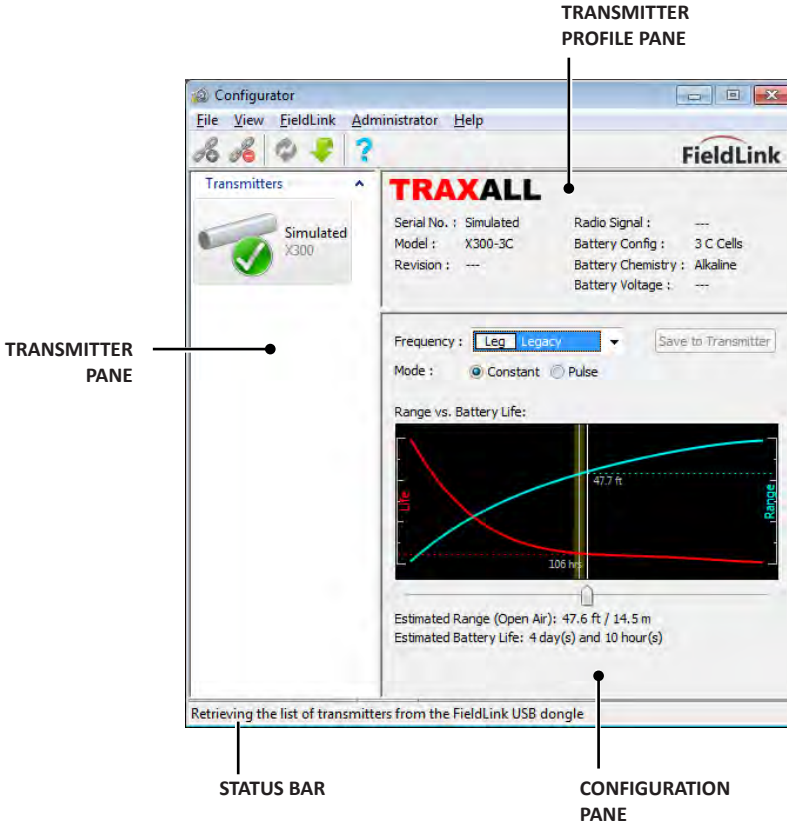 TRANSMITTER
PROFILE PANE
Configurator
File View FieldLink Administrator Help
FieldLink
Transmitters
Simulated
X300
TRAXALL
Serial No. : Simulated Radio Signal : ---
Model : X300-3C Battery Config : 3 C Cells
Revision : --- Battery Chemistry : Alkaline
Battery Voltage : ---
TRANSMITTER
PANE
Frequency : Leg Legacy Save to Transmitter
Mode : Constant Pulse
Range vs. Battery Life:
Life
47.7 ft
Range
106 hrs
Estimated Range (Open Air): 47.6 ft / 14.5 m
Estimated Battery Life: 4 day(s) and 10 hour(s)
Retrieving the list of transmitters from the FieldLink USB dongle
STATUS BAR
CONFIGURATION
PANE